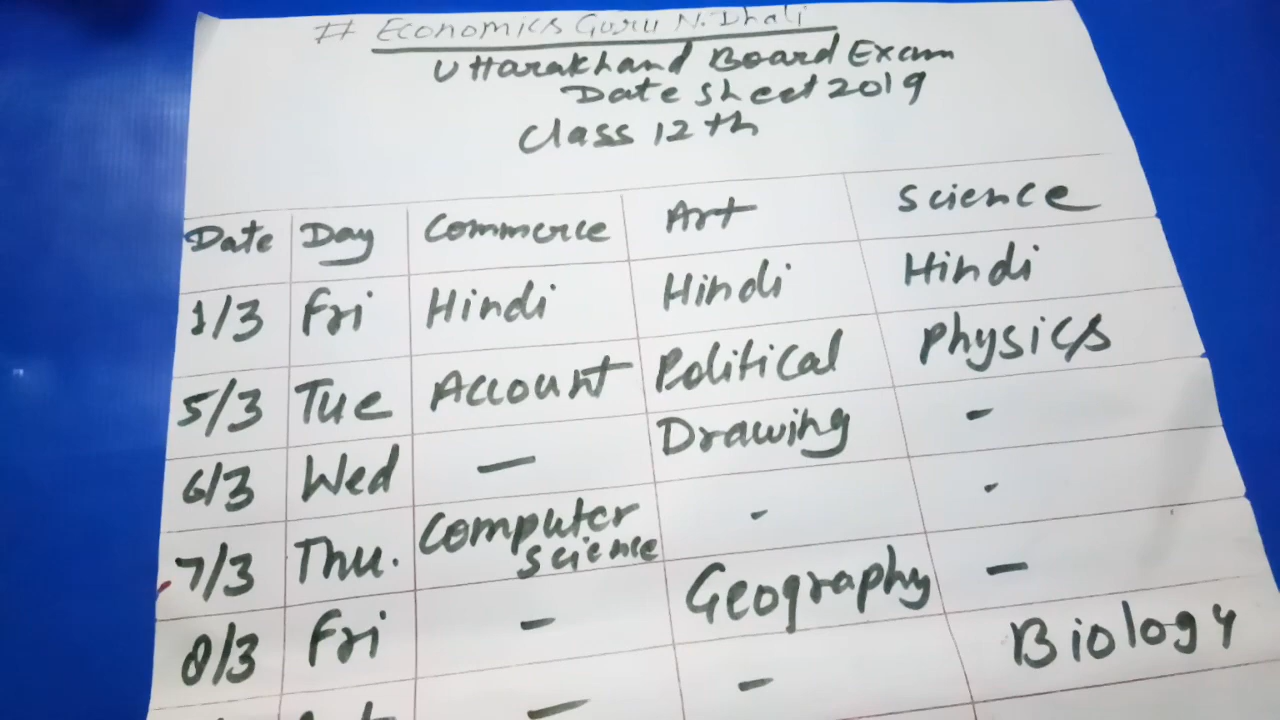 # Economics Guru N. Dhali
Uttarakhand Board Exam
Date sheet 2019
Class 12th
Date Day Commerce Art Science
1/3 Fri Hindi Hindi Hindi
5/3 Tue Account Political Physics
6/3 Wed — Drawing -
7/3 Thu. Computer science - -
8/3 Fri - Geography —
— - Biology